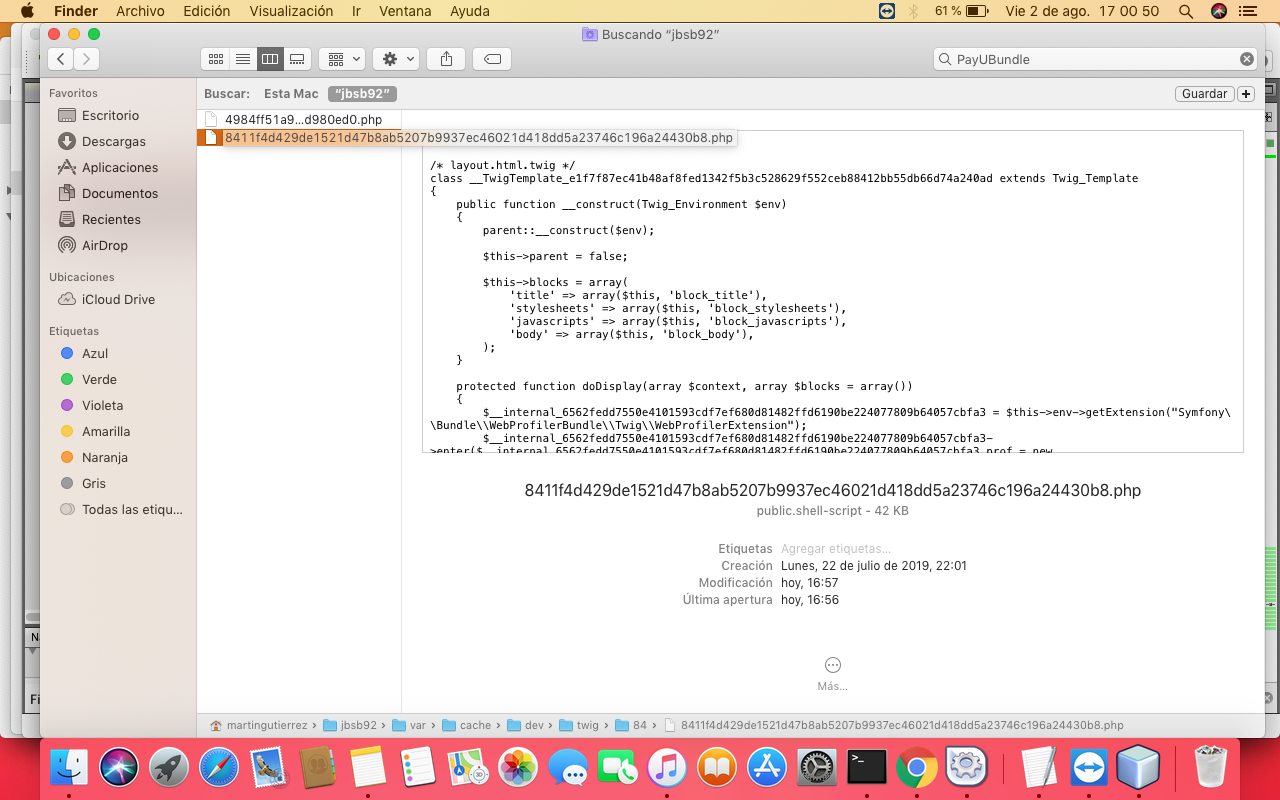 Finder Archivo Edición Visualización Ir Ventana Ayuda 61 % Vie 2 de ago. 17 00 50
Buscando “jbsb92”
PayUBundle
Favoritos
Escritorio
Descargas
Aplicaciones
Documentos
Recientes
AirDrop
Ubicaciones
iCloud Drive
Etiquetas
Azul
Verde
Violeta
Amarilla
Naranja
Gris
Todas las etiqu...
Buscar: Esta Mac “jbsb92” Guardar +
4984ff51a9...d980ed0.php
8411f4d429de1521d47b8ab5207b9937ec46021d418dd5a23746c196a24430b8.php
/* layout.html.twig */
class __TwigTemplate_e1f7f87ec41b48af8fed1342f5b3c528629f552ceb88412bb55db66d74a240ad extends Twig_Template
{
public function __construct(Twig_Environment $env)
{
parent::__construct($env);
$this->parent = false;
$this->blocks = array(
'title' => array($this, 'block_title'),
'stylesheets' => array($this, 'block_stylesheets'),
'javascripts' => array($this, 'block_javascripts'),
'body' => array($this, 'block_body'),
);
}
protected function doDisplay(array $context, array $blocks = array())
{
$__internal_6562fedd7550e4101593cdf7ef680d81482ffd6190be224077809b64057cbfa3 = $this->env->getExtension("Symfony\
\Bundle\\WebProfilerBundle\\Twig\\WebProfilerExtension");
$__internal_6562fedd7550e4101593cdf7ef680d81482ffd6190be224077809b64057cbfa3-
>enter($__internal_6562fedd7550e4101593cdf7ef680d81482ffd6190be224077809b64057cbfa3_prof = new
8411f4d429de1521d47b8ab5207b9937ec46021d418dd5a23746c196a24430b8.php
public.shell-script - 42 KB
Etiquetas Agregar etiquetas...
Creación Lunes, 22 de julio de 2019, 22:01
Modificación hoy, 16:57
Última apertura hoy, 16:56
Más...
martingutierrez › jbsb92 › var › cache › dev › twig › 84 › 8411f4d429de1521d47b8ab5207b9937ec46021d418dd5a23746c196a24430b8.php